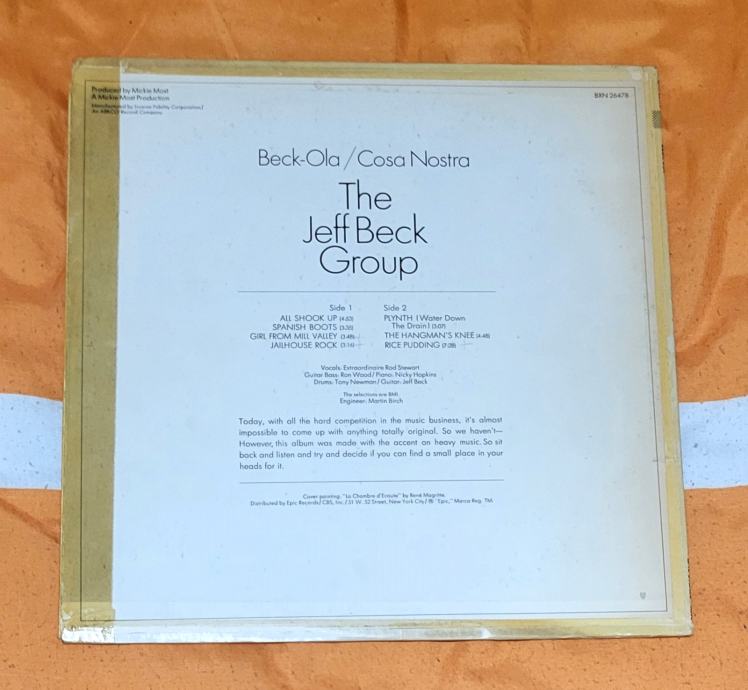 Produced by Mickie Most
A Mickie Most Production
BXN 26478
Beck-Ola/Cosa Nostra
The
Jeff Beck
Group
Side 1
ALL SHOOK UP
SPANISH BOOTS
GIRL FROM MILL VALLEY
JAILHOUSE ROCK
Side 2
PLYNTH (Water Down
The Drain)
THE HANGMAN'S KNEE
RICE PUDDING
Vocals: Extraordinaire Rod Stewart
Guitar Bass: Ron Wood/Piano: Nicky Hopkins
Drums: Tony Newman/Guitar: Jeff Beck
The selections are BMI
Engineer: Martin Birch
Today, with all the hard competition in the music business, it's almost
impossible to come up with anything totally original. So we haven't—
However, this album was made with the accent on heavy music. So sit
back and listen and try and decide if you can find a small place in your
heads for it.
Cover painting, "La Chambre d'Ecoute" by René Magritte.
Distributed by Epic Records/CBS, Inc./51 W. 52 Street, New York City/® "Epic," Marca Reg. TM.